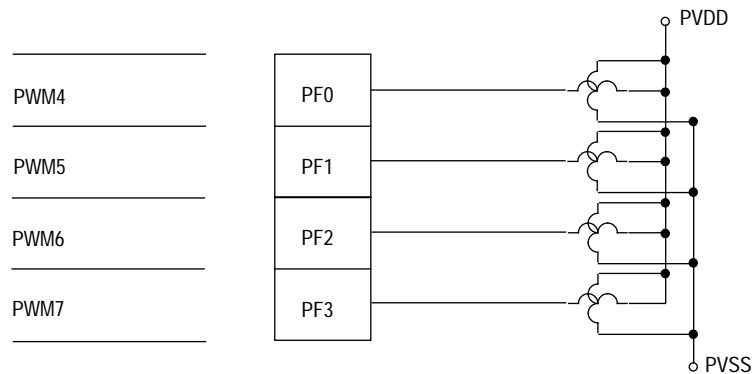 PVDD
PWM4 PF0
PWM5 PF1
PWM6 PF2
PWM7 PF3
PVSS